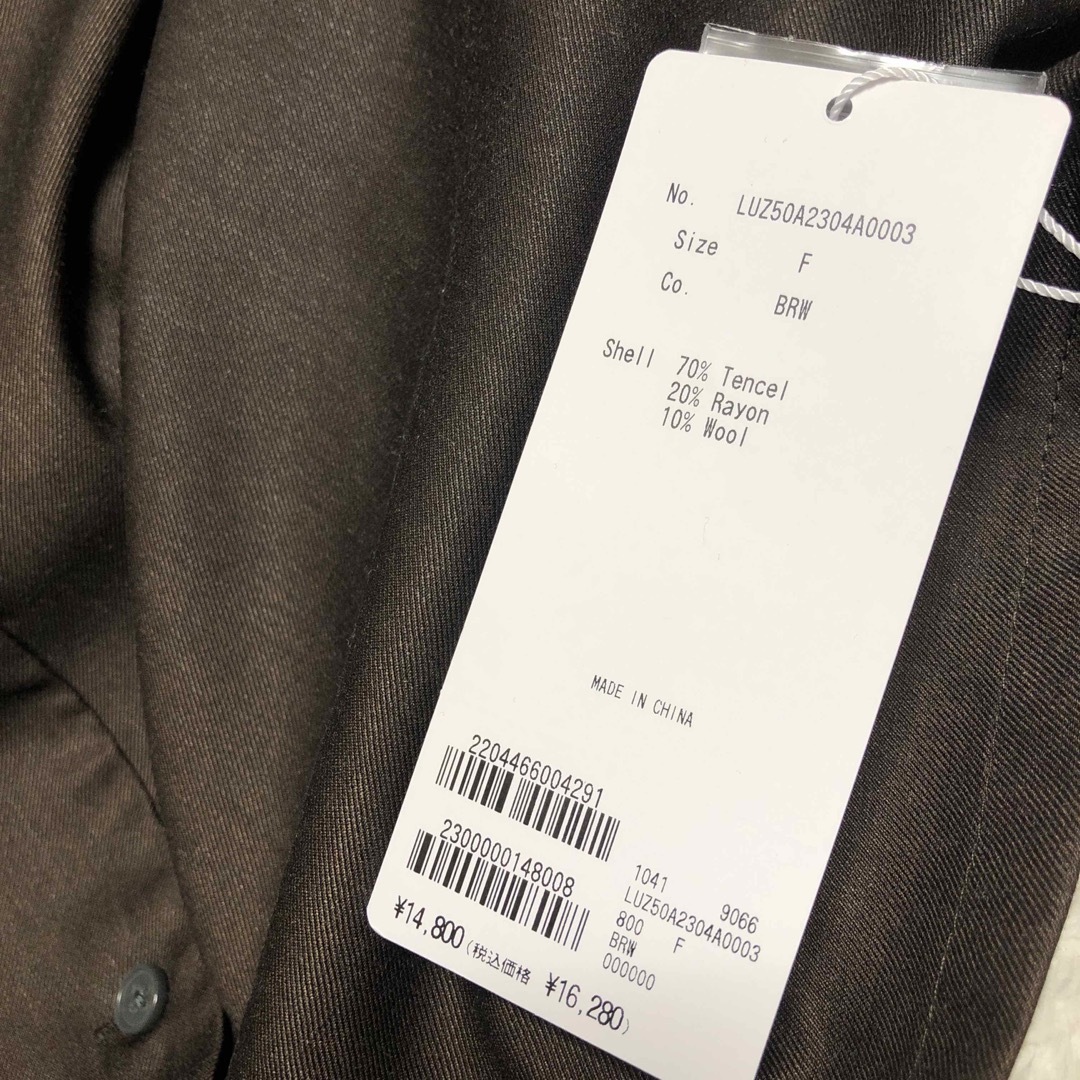 No. LUZ50A2304A0003
Size F
Co. BRW
Shell 70% Tencel
20% Rayon
10% Wool
MADE IN CHINA
2204466004291
2300000148008
1041 9066
LUZ50A2304A0003
800 F
BRW
000000
¥14,800(税込価格 ¥16,280)